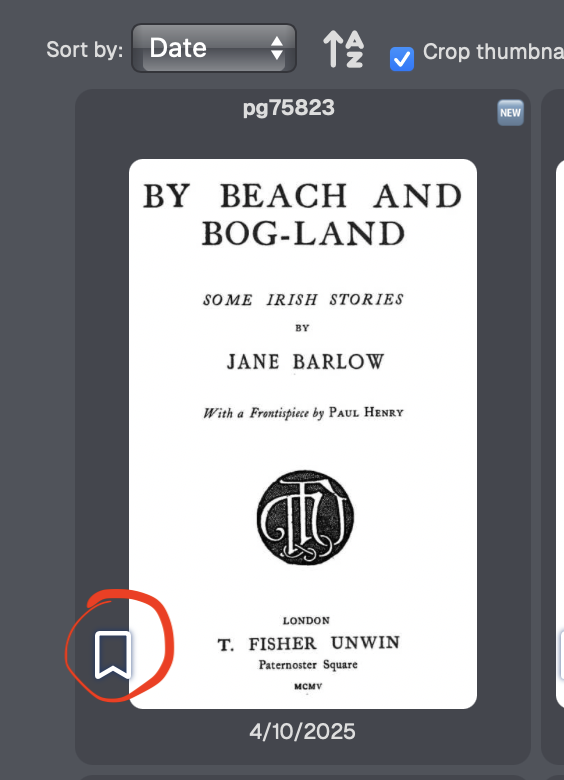 Sort by: Date Crop thumbna
pg75823
NEW
BY BEACH AND
BOG-LAND
SOME IRISH STORIES
BY
JANE BARLOW
With a Frontispiece by PAUL HENRY
LONDON
T. FISHER UNWIN
Paternoster Square
MCMV
4/10/2025